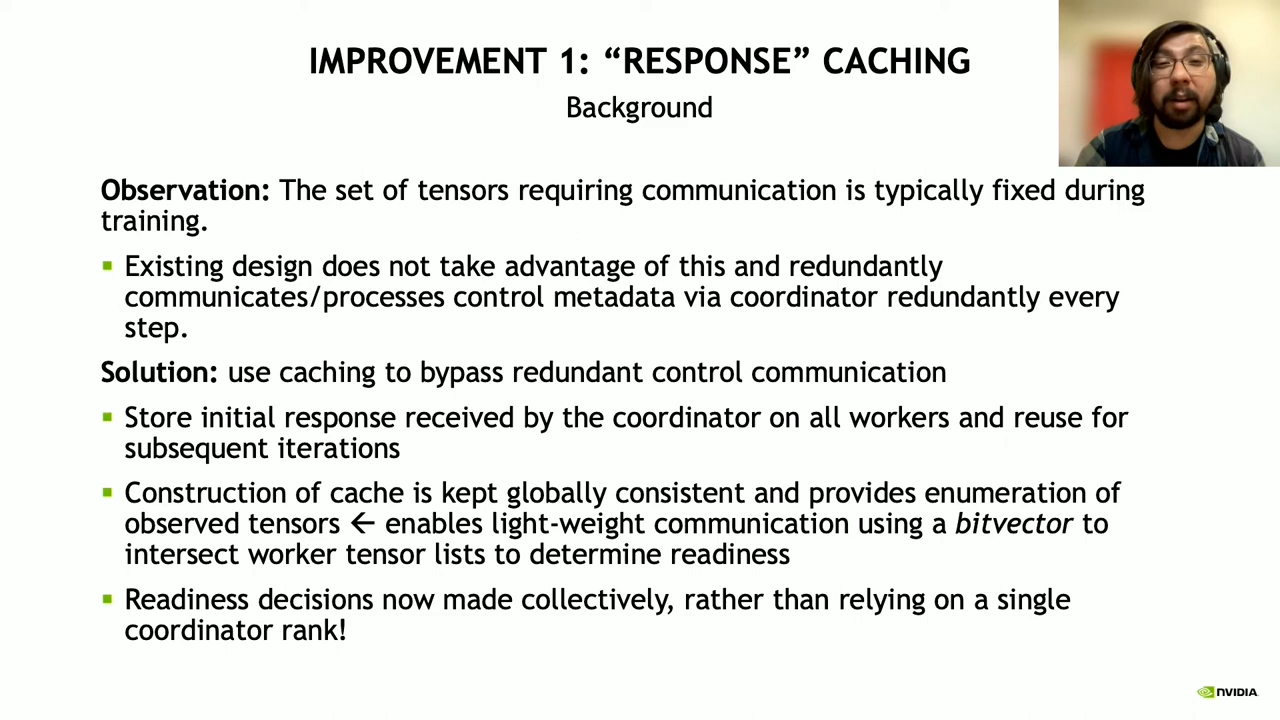 IMPROVEMENT 1: “RESPONSE” CACHING
Background
Observation: The set of tensors requiring communication is typically fixed during
training.
▪ Existing design does not take advantage of this and redundantly
communicates/processes control metadata via coordinator redundantly every
step.
Solution: use caching to bypass redundant control communication
▪ Store initial response received by the coordinator on all workers and reuse for
subsequent iterations
▪ Construction of cache is kept globally consistent and provides enumeration of
observed tensors ← enables light-weight communication using a bitvector to
intersect worker tensor lists to determine readiness
▪ Readiness decisions now made collectively, rather than relying on a single
coordinator rank!
NVIDIA